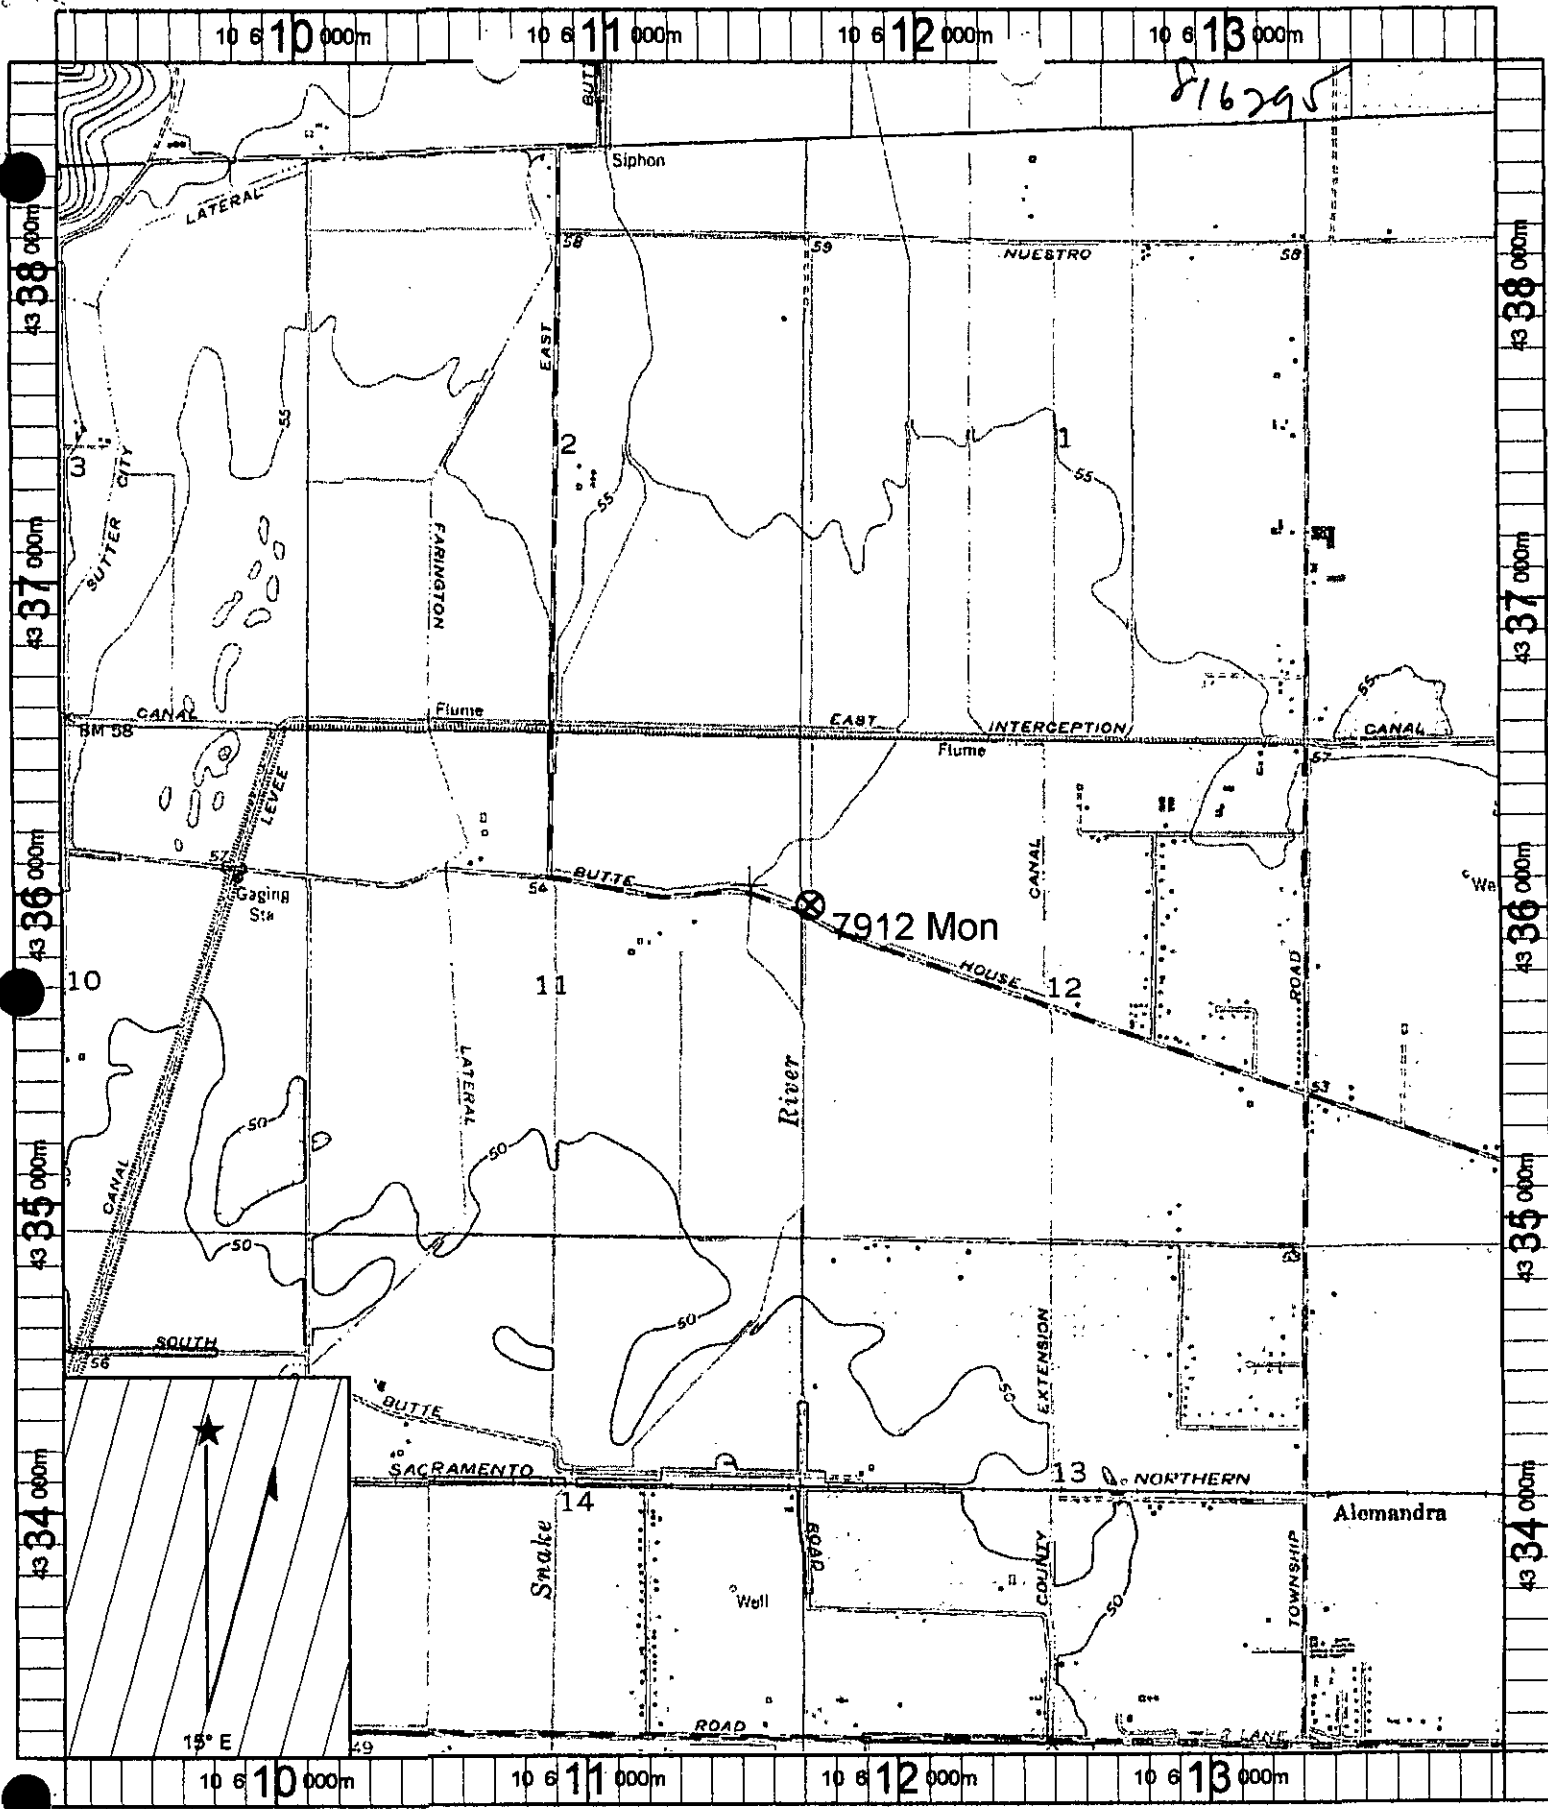 10 6 10 000m 10 6 11 000m 10 6 12 000m 10 6 13 000m
816295
BUTT
Siphon
LATERAL
43 38 000m
43 38 000m
58
59
NUESTRO
58
EAST
55
2
1
3
CITY
55
55
SUTTER
FARINGTON
43 37 000m
43 37 000m
55
CANAL
Flume
EAST
INTERCEPTION
CANAL
BM 58
Flume
57
LEVEE
57
54
BUTTE
CANAL
Gaging
Sta
We
43 36 000m
43 36 000m
7912 Mon
HOUSE
ROAD
10
11
12
LATERAL
River
53
50
50
CANAL
43 35 000m
43 35 000m
50
50
SOUTH
56
EXTENSION
50
BUTTE
SACRAMENTO
13
NORTHERN
14
Alemandra
43 34 000m
43 34 000m
Snake
ROAD
COUNTY
TOWNSHIP
Well
50
15° E
ROAD
LANE
49
10 6 10 000m 10 6 11 000m 10 6 12 000m 10 6 13 000m